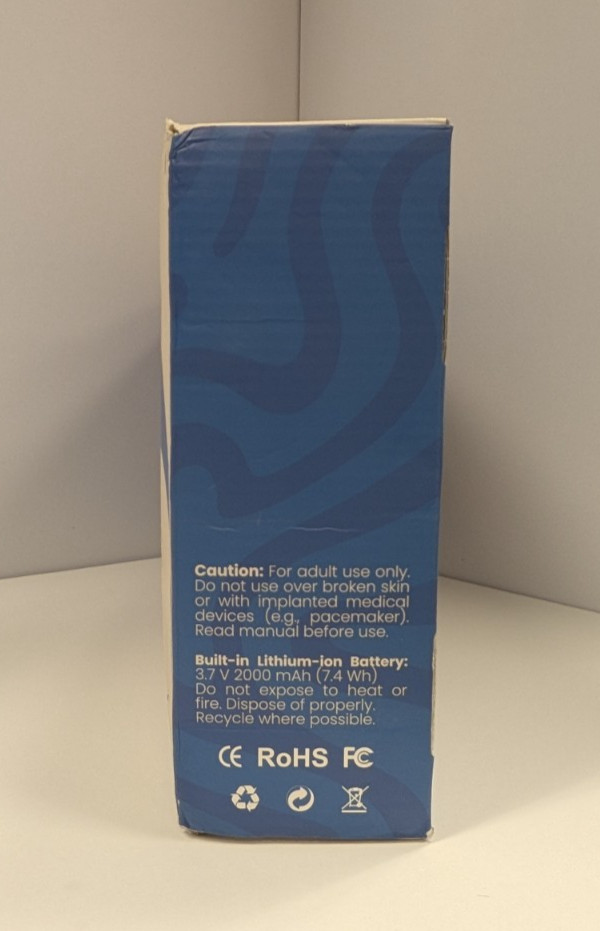 Caution: For adult use only.
Do not use over broken skin
or with implanted medical
devices (e.g., pacemaker).
Read manual before use.
Built-in Lithium-ion Battery:
3.7 V 2000 mAh (7.4 Wh)
Do not expose to heat or
fire. Dispose of properly.
Recycle where possible.
CE RoHS FC